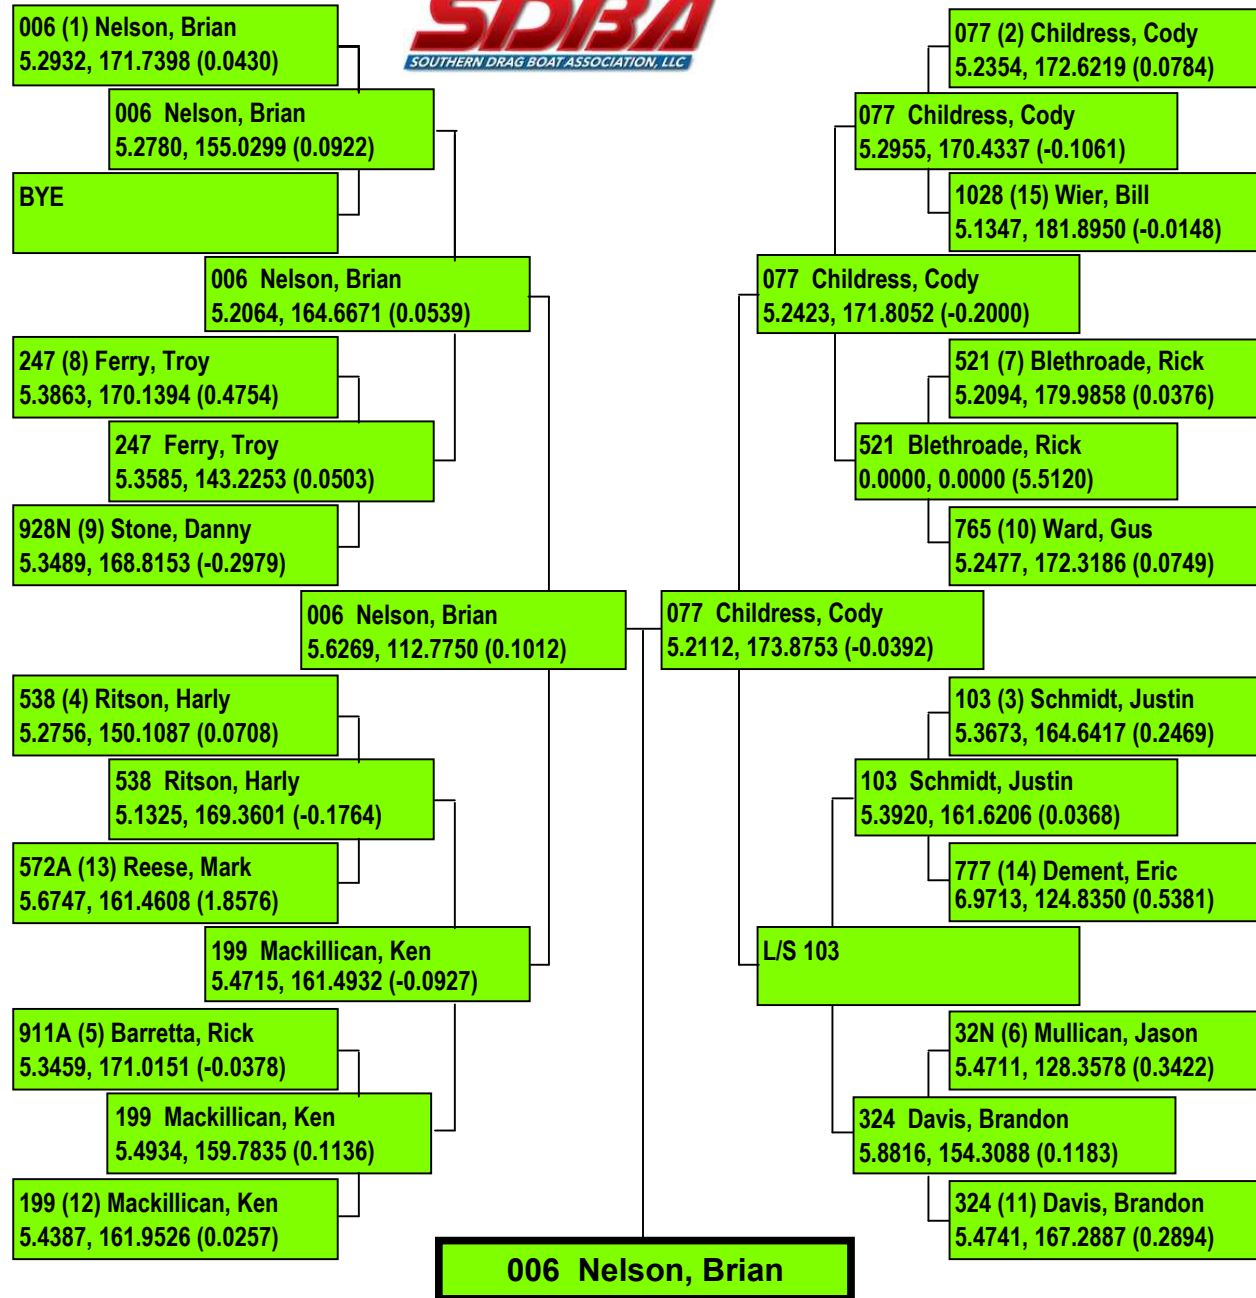 SDBA
SOUTHERN DRAG BOAT ASSOCIATION, LLC
006 (1) Nelson, Brian
5.2932, 171.7398 (0.0430)
006 Nelson, Brian
5.2780, 155.0299 (0.0922)
BYE
006 Nelson, Brian
5.2064, 164.6671 (0.0539)
247 (8) Ferry, Troy
5.3863, 170.1394 (0.4754)
247 Ferry, Troy
5.3585, 143.2253 (0.0503)
928N (9) Stone, Danny
5.3489, 168.8153 (-0.2979)
006 Nelson, Brian
5.6269, 112.7750 (0.1012)
538 (4) Ritson, Harly
5.2756, 150.1087 (0.0708)
538 Ritson, Harly
5.1325, 169.3601 (-0.1764)
572A (13) Reese, Mark
5.6747, 161.4608 (1.8576)
199 Mackillican, Ken
5.4715, 161.4932 (-0.0927)
911A (5) Barretta, Rick
5.3459, 171.0151 (-0.0378)
199 Mackillican, Ken
5.4934, 159.7835 (0.1136)
199 (12) Mackillican, Ken
5.4387, 161.9526 (0.0257)
077 (2) Childress, Cody
5.2354, 172.6219 (0.0784)
077 Childress, Cody
5.2955, 170.4337 (-0.1061)
1028 (15) Wier, Bill
5.1347, 181.8950 (-0.0148)
077 Childress, Cody
5.2423, 171.8052 (-0.2000)
521 (7) Blethroade, Rick
5.2094, 179.9858 (0.0376)
521 Blethroade, Rick
0.0000, 0.0000 (5.5120)
765 (10) Ward, Gus
5.2477, 172.3186 (0.0749)
077 Childress, Cody
5.2112, 173.8753 (-0.0392)
103 (3) Schmidt, Justin
5.3673, 164.6417 (0.2469)
103 Schmidt, Justin
5.3920, 161.6206 (0.0368)
777 (14) Dement, Eric
6.9713, 124.8350 (0.5381)
L/S 103
32N (6) Mullican, Jason
5.4711, 128.3578 (0.3422)
324 Davis, Brandon
5.8816, 154.3088 (0.1183)
324 (11) Davis, Brandon
5.4741, 167.2887 (0.2894)
006 Nelson, Brian